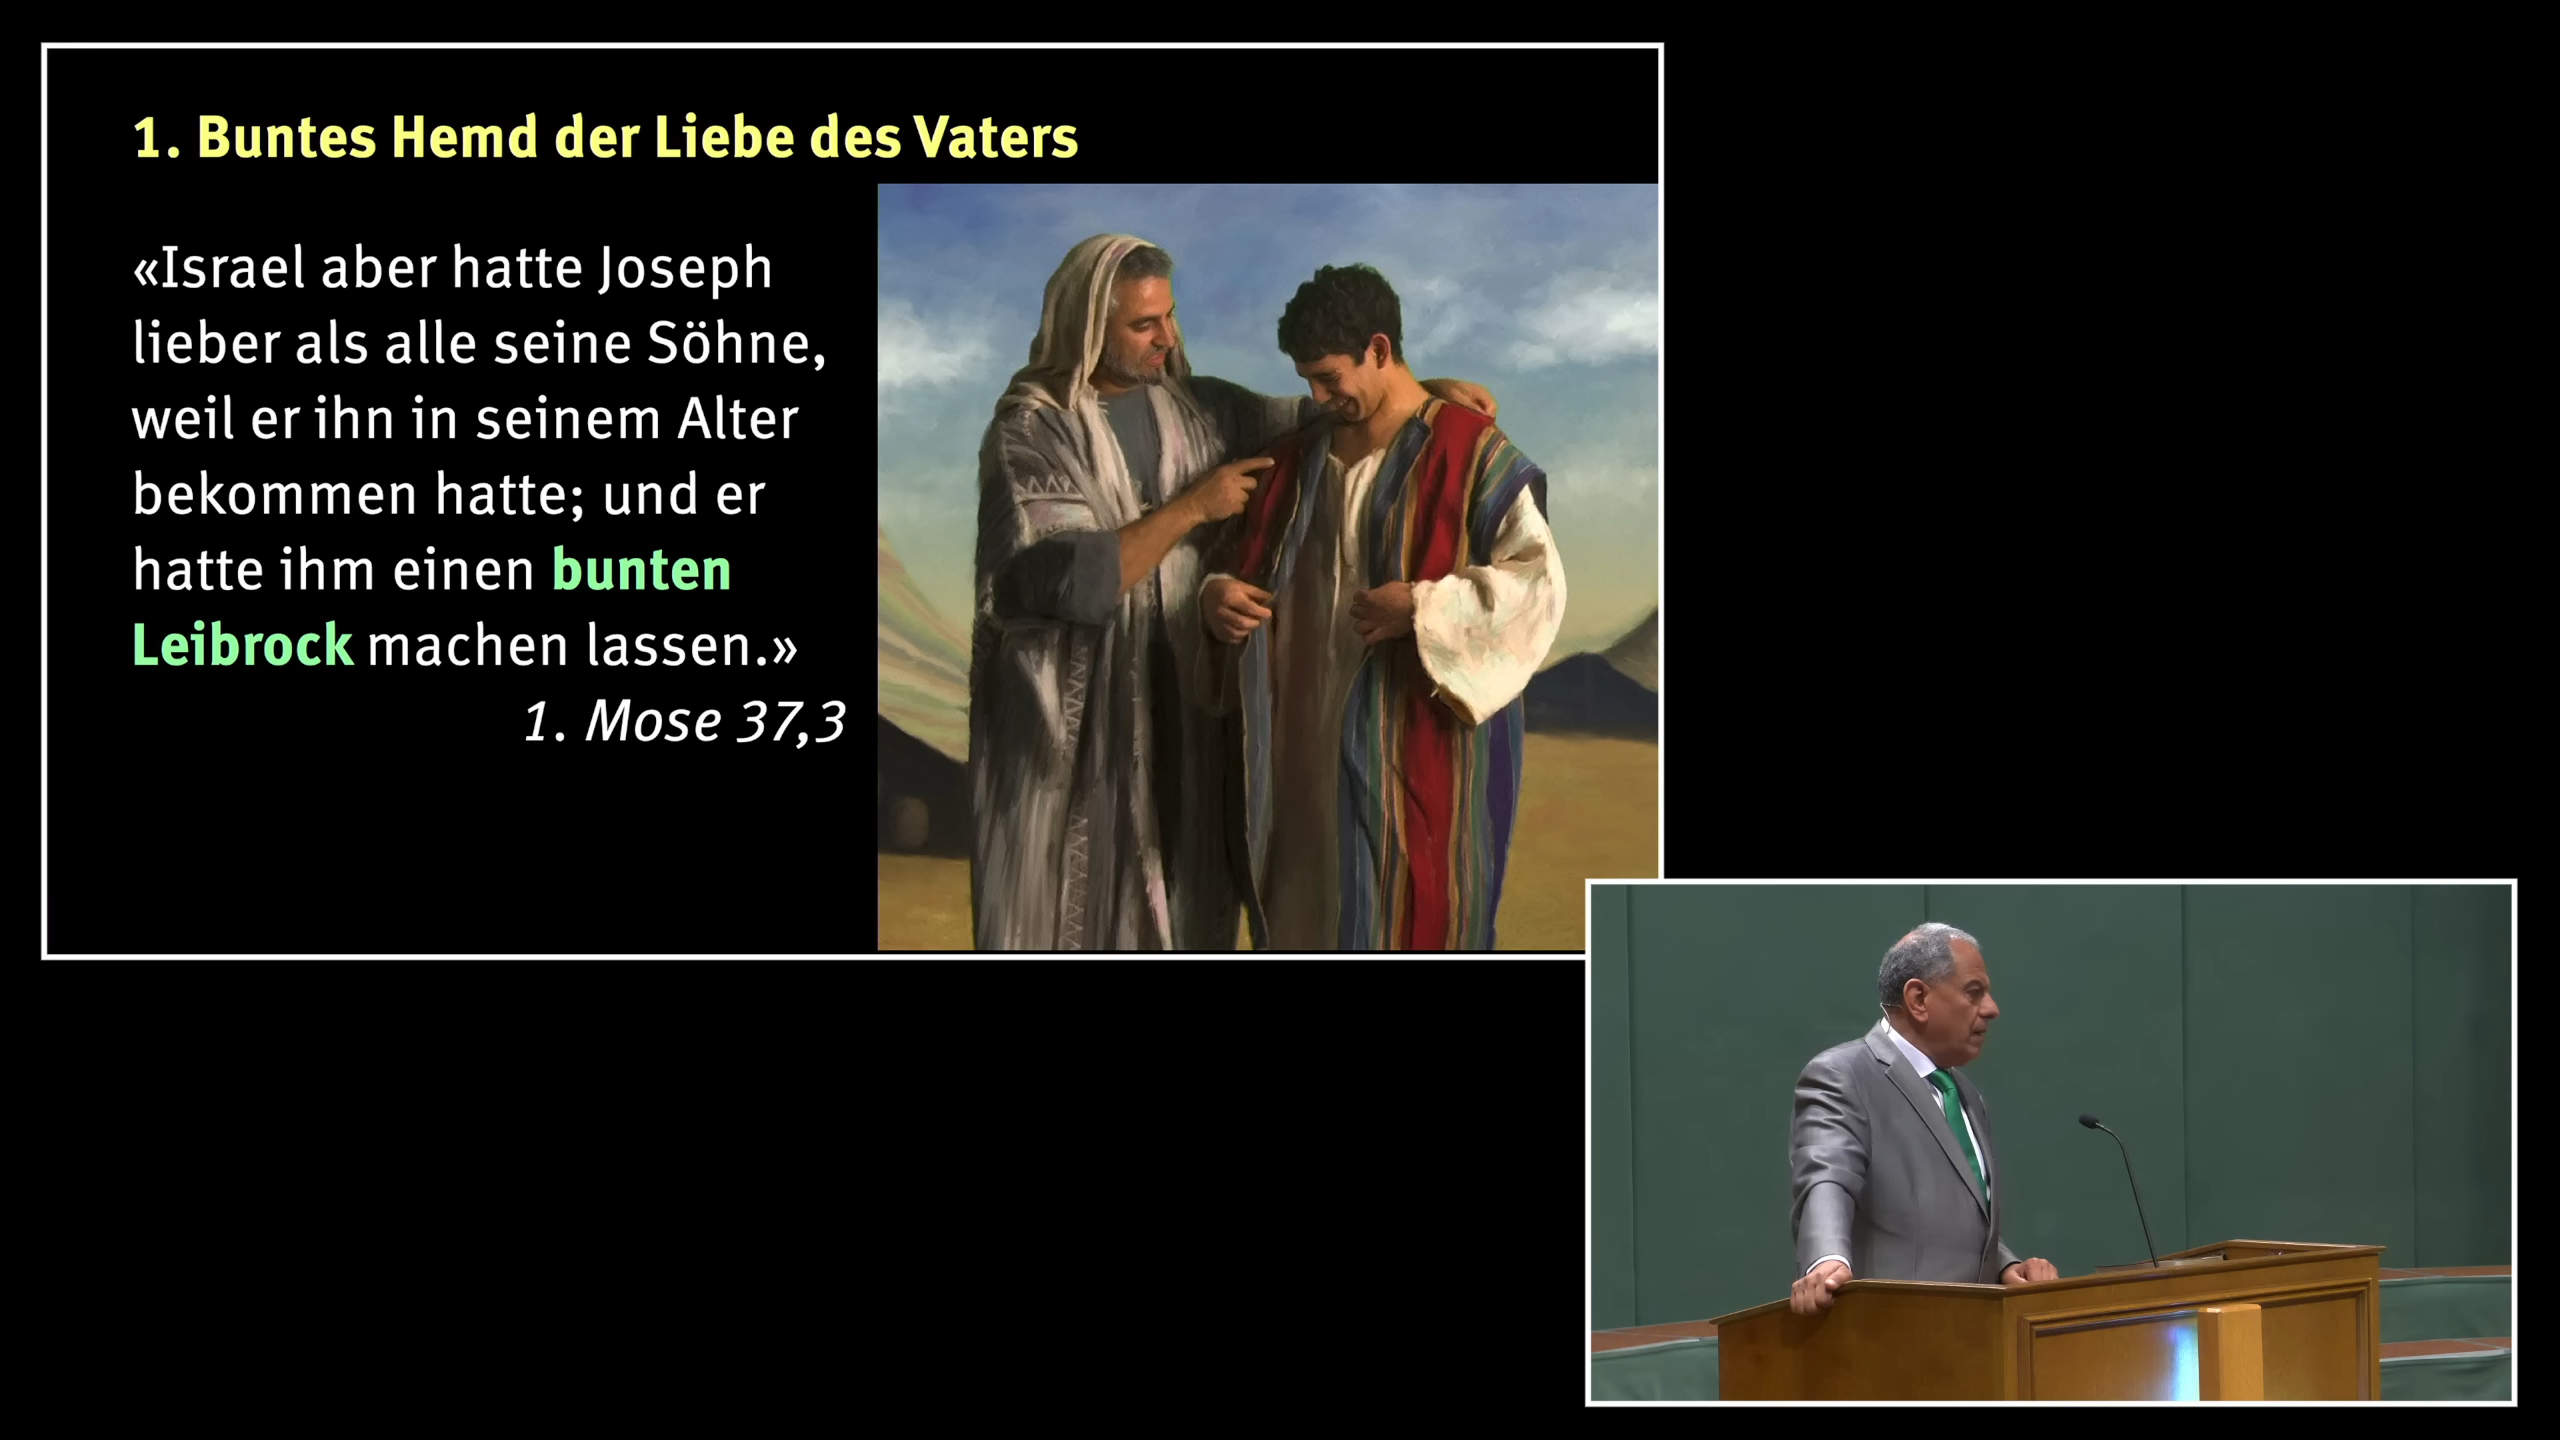 1. Buntes Hemd der Liebe des Vaters
«Israel aber hatte Joseph
lieber als alle seine Söhne,
weil er ihn in seinem Alter
bekommen hatte; und er
hatte ihm einen bunten
Leibrock machen lassen.»
1. Mose 37,3